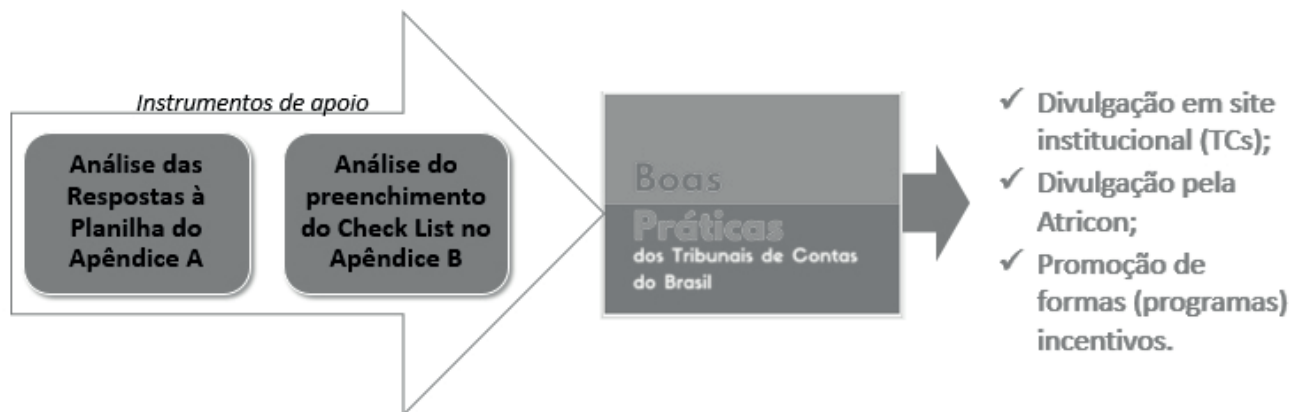 Instrumentos de apoio
Análise das
Respostas à
Planilha do
Apêndice A
Análise do
preenchimento
do Check List no
Apêndice B
Boas
Práticas
dos Tribunais de Contas
do Brasil
✓ Divulgação em site
institucional (TCs);
✓ Divulgação pela
Atricon;
✓ Promoção de
formas (programas)
incentivos.